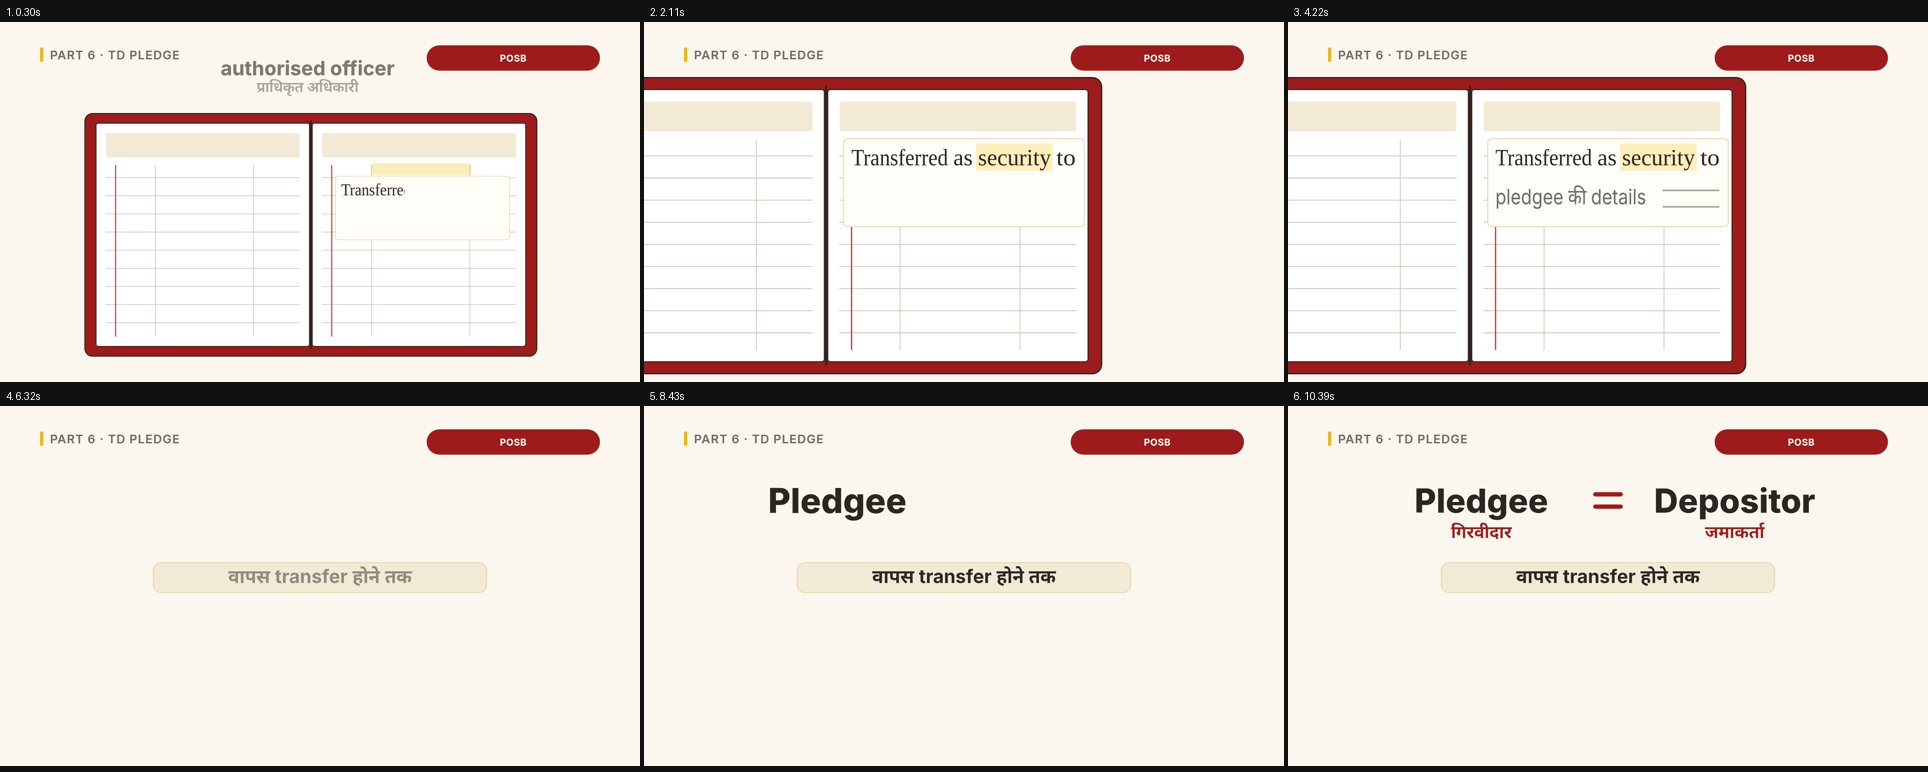 1. 0.30s
PART 6 · TD PLEDGE
authorised officer
प्राधिकृत अधिकारी
POSB
Transferre
2. 2.11s
PART 6 · TD PLEDGE
POSB
Transferred as security to
3. 4.22s
PART 6 · TD PLEDGE
POSB
Transferred as security to
pledgee की details
4. 6.32s
PART 6 · TD PLEDGE
POSB
वापस transfer होने तक
5. 8.43s
PART 6 · TD PLEDGE
POSB
Pledgee
वापस transfer होने तक
6. 10.39s
PART 6 · TD PLEDGE
POSB
Pledgee = Depositor
गिरवीदार जमाकर्ता
वापस transfer होने तक